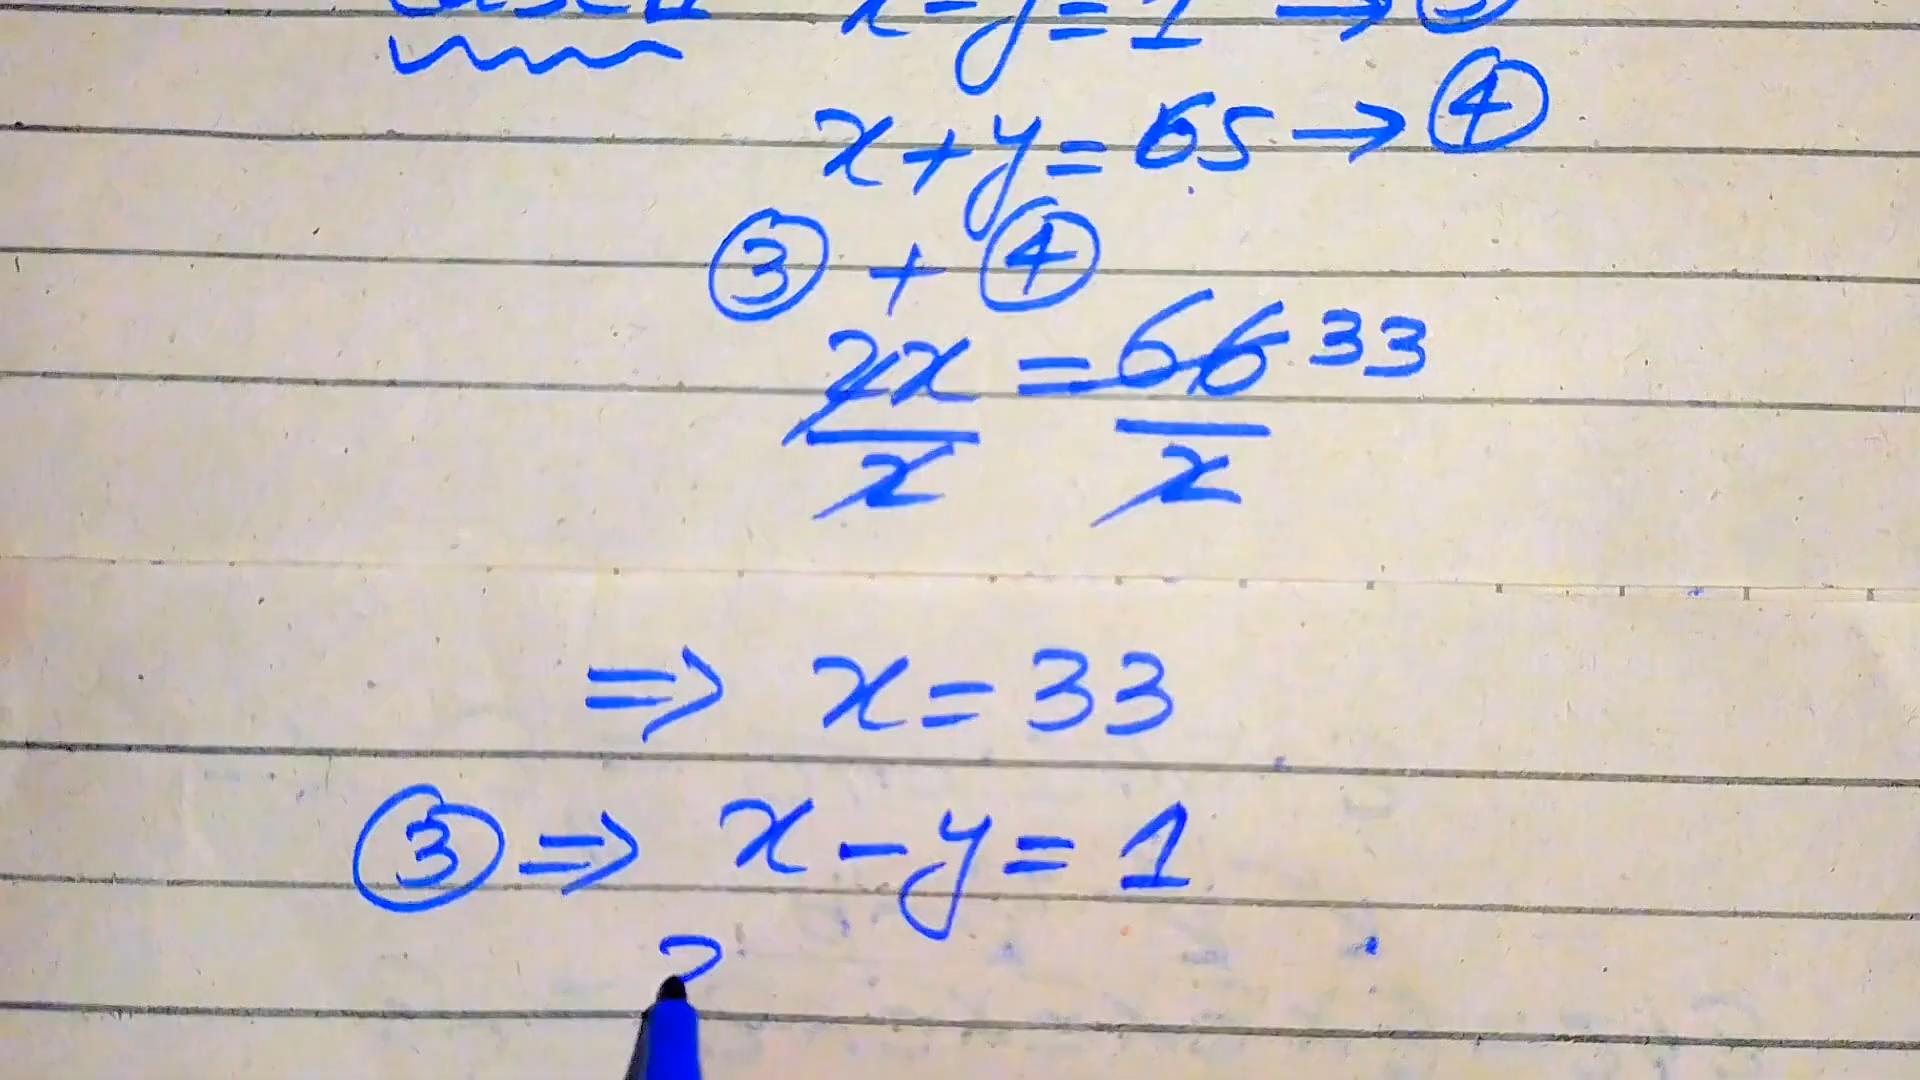 x - y = 1 → ③
x + y = 65 → ④
③ + ④
2x = 66 33
2 2
⇒ x = 33
③ ⇒ x - y = 1